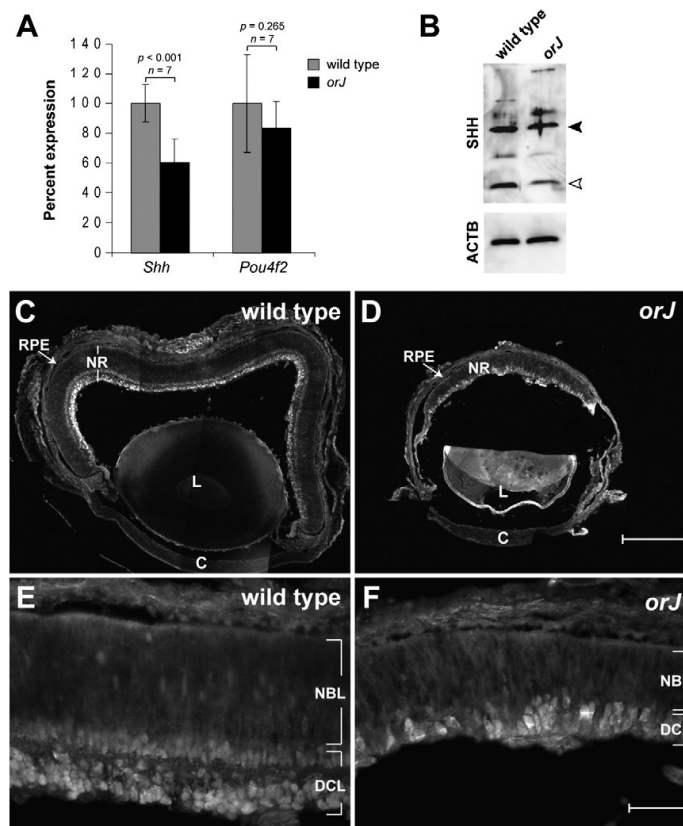 A
p < 0.001
n = 7
p = 0.265
n = 7
wild type
orJ
Percent expression
140
120
100
80
60
40
20
0
Shh
Pou4f2
B
wild type
orJ
SHH
ACTB
C
wild type
RPE
NR
L
C
D
orJ
RPE
NR
L
C
E
wild type
NBL
DCL
F
orJ
NB
DC